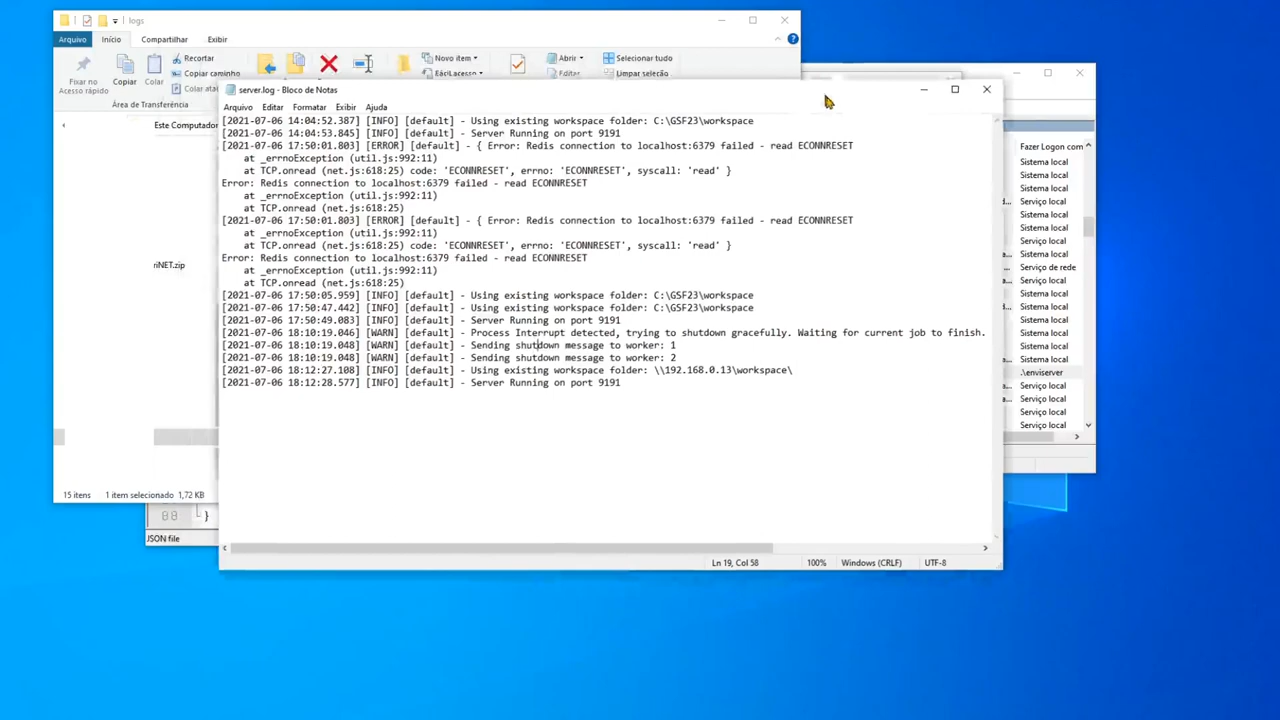 logs
Arquivo Início Compartilhar Exibir
Fixar no Acesso rápido
Copiar
Colar
Recortar
Copiar caminho
Colar
Novo item
Abrir
Selecionar tudo
Editar
Limpar seleção
Área de Transferência
Este Computador
riNET.zip
15 itens 1 item selecionado 1,72 KB
}
JSON file
server.log - Bloco de Notas
Arquivo Editar Formatar Exibir Ajuda
[2021-07-06 14:04:52.387] [INFO] [default] - Using existing workspace folder: C:\GSF23\workspace
[2021-07-06 14:04:53.845] [INFO] [default] - Server Running on port 9191
[2021-07-06 17:50:01.803] [ERROR] [default] - { Error: Redis connection to localhost:6379 failed - read ECONNRESET
at _errnoException (util.js:992:11)
at TCP.onread (net.js:618:25) code: 'ECONNRESET', errno: 'ECONNRESET', syscall: 'read' }
Error: Redis connection to localhost:6379 failed - read ECONNRESET
at _errnoException (util.js:992:11)
at TCP.onread (net.js:618:25)
[2021-07-06 17:50:01.803] [ERROR] [default] - { Error: Redis connection to localhost:6379 failed - read ECONNRESET
at _errnoException (util.js:992:11)
at TCP.onread (net.js:618:25) code: 'ECONNRESET', errno: 'ECONNRESET', syscall: 'read' }
Error: Redis connection to localhost:6379 failed - read ECONNRESET
at _errnoException (util.js:992:11)
at TCP.onread (net.js:618:25)
[2021-07-06 17:50:05.959] [INFO] [default] - Using existing workspace folder: C:\GSF23\workspace
[2021-07-06 17:50:47.442] [INFO] [default] - Using existing workspace folder: C:\GSF23\workspace
[2021-07-06 17:50:49.083] [INFO] [default] - Server Running on port 9191
[2021-07-06 18:10:19.046] [WARN] [default] - Process Interrupt detected, trying to shutdown gracefully. Waiting for current job to finish.
[2021-07-06 18:10:19.048] [WARN] [default] - Sending shutdown message to worker: 1
[2021-07-06 18:10:19.048] [WARN] [default] - Sending shutdown message to worker: 2
[2021-07-06 18:12:27.108] [INFO] [default] - Using existing workspace folder: \\192.168.0.13\workspace\
[2021-07-06 18:12:28.577] [INFO] [default] - Server Running on port 9191
Ln 19, Col 58 100% Windows (CRLF) UTF-8
Fazer Logon com
Sistema local
Sistema local
Sistema local
Serviço local
Sistema local
Sistema local
Serviço local
Sistema local
Serviço de rede
Sistema local
Serviço local
Sistema local
Sistema local
Sistema local
Serviço local
Sistema local
Sistema local
.\enviserver
Sistema local
Serviço local
Serviço local
Serviço local